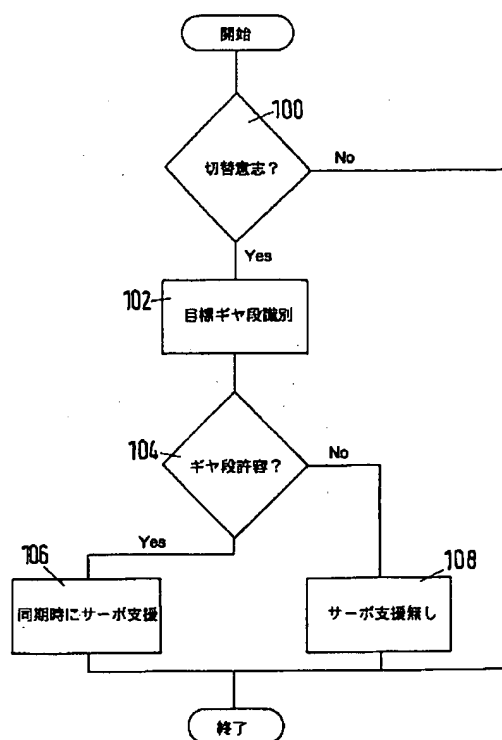 開始
100
切替意志?
No
Yes
102
目標ギヤ段識別
104
ギヤ段許容?
No
Yes
106
同期時にサーボ支援
108
サーボ支援無し
終了